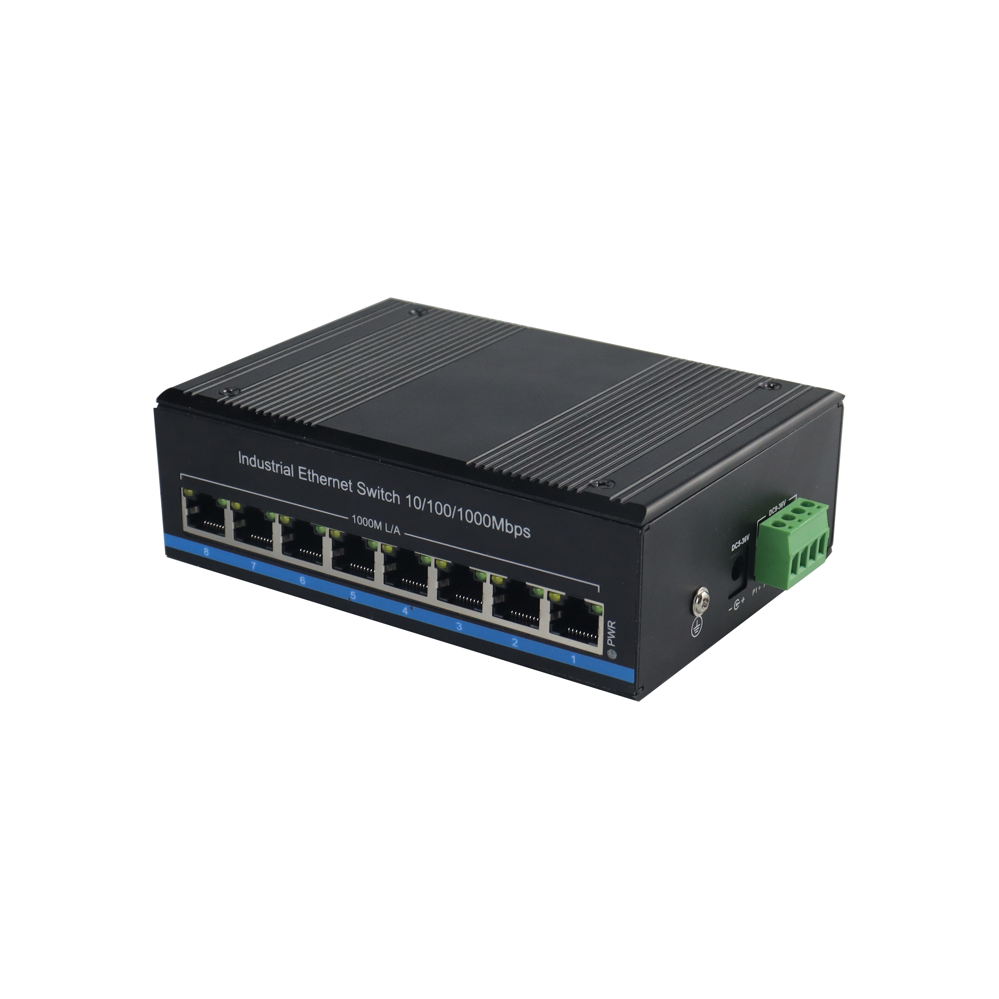 Industrial Ethernet Switch 10/100/1000Mbps
1000M L/A
8
7
6
5
4
3
2
1
PWR
DC5-36V
- +
DC9-36V
P1+